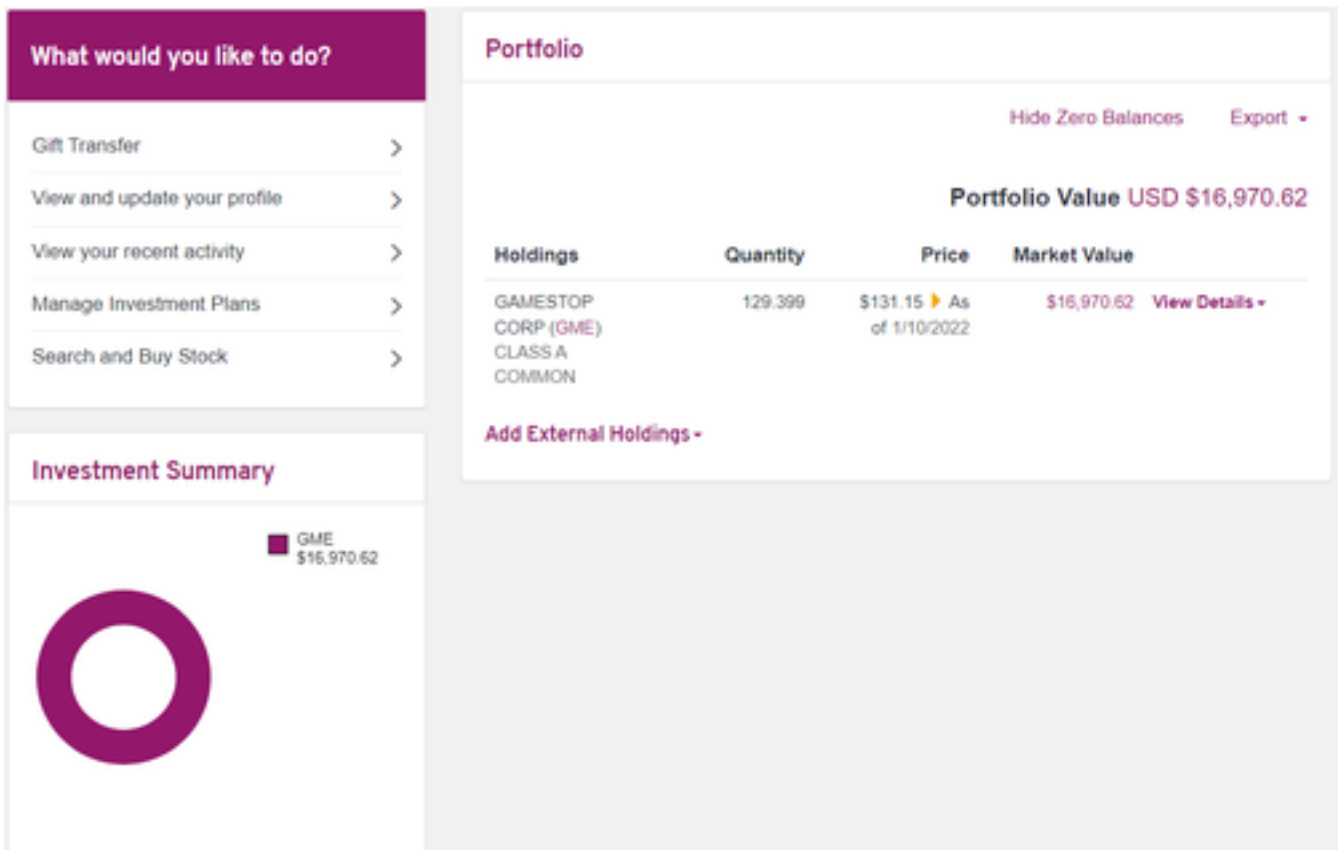 What would you like to do?
Gift Transfer
View and update your profile
View your recent activity
Manage Investment Plans
Search and Buy Stock
Investment Summary
GME
$16,970.62
Portfolio
Hide Zero Balances Export
Portfolio Value USD $16,970.62
Holdings Quantity Price Market Value
GAMESTOP 129.399 $131.15 As $16,970.62 View Details
CORP (GME) of 1/10/2022
CLASS A
COMMON
Add External Holdings